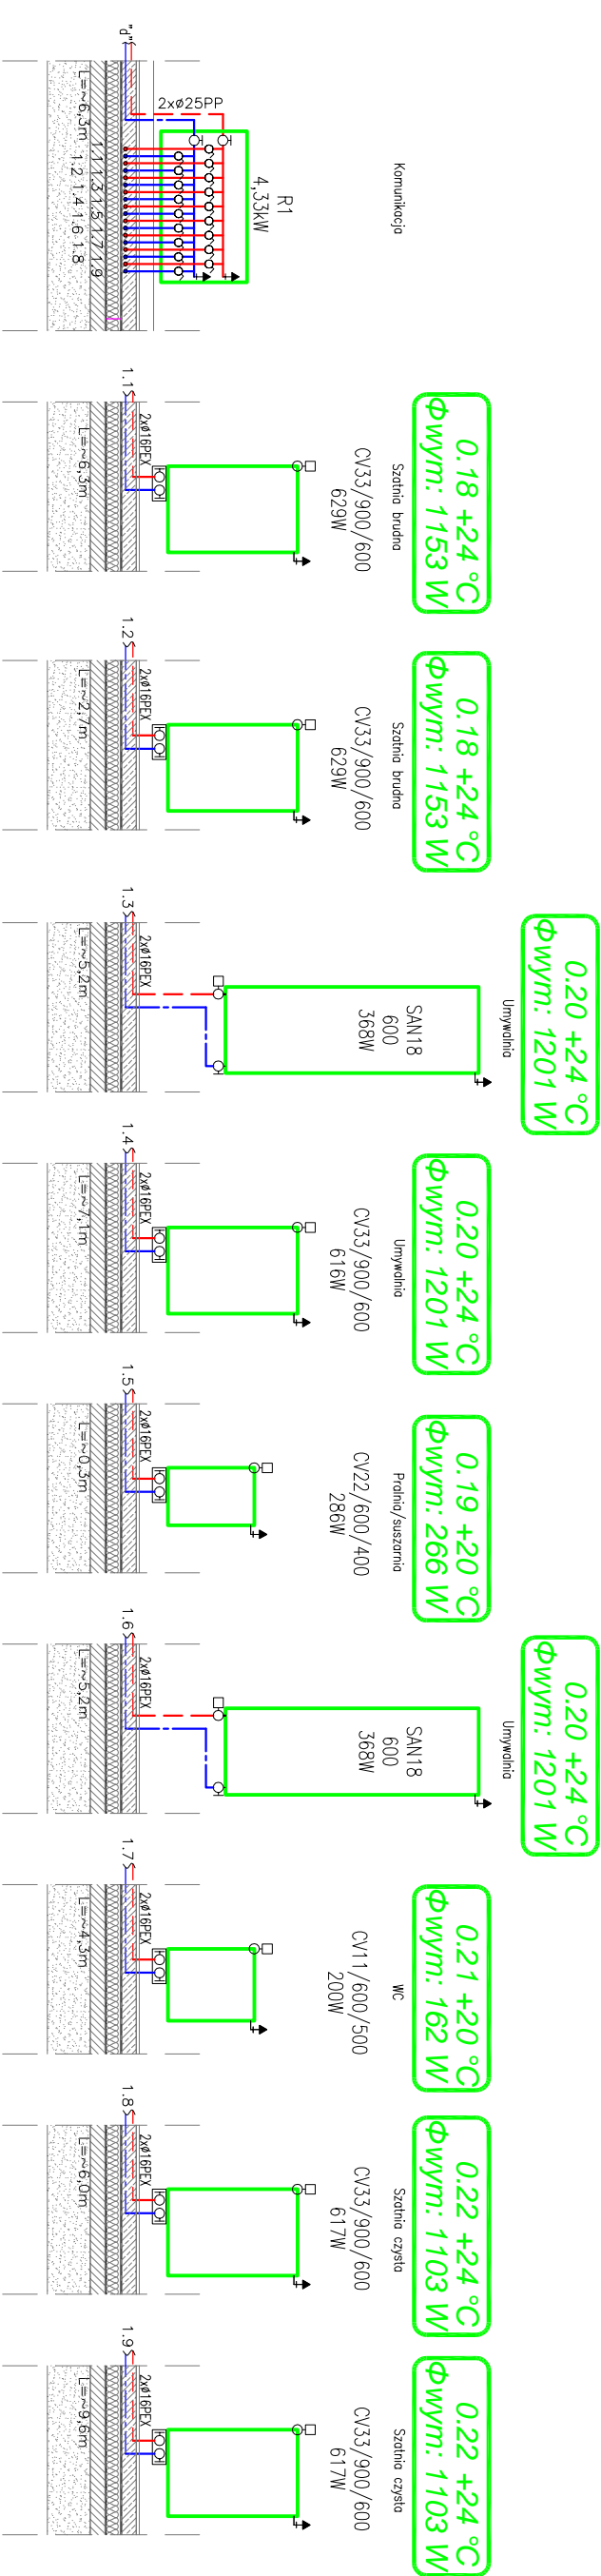 Komunikacja
R1
4,33kW
2xø25PP
"d"
1.1 1.3 1.5 1.7 1.9
1.2 1.4 1.6 1.8
L=~6,3m
0.18 +24 °C
Φwym: 1153 W
Szatnia brudna
CV33/900/600
629W
1.1
2xø16PEX
L=~6,3m
0.18 +24 °C
Φwym: 1153 W
Szatnia brudna
CV33/900/600
629W
1.2
2xø16PEX
L=~2,7m
0.20 +24 °C
Φwym: 1201 W
Umywalnia
SAN18
600
368W
1.3
2xø16PEX
L=~5,2m
0.20 +24 °C
Φwym: 1201 W
Umywalnia
CV33/900/600
616W
1.4
2xø16PEX
L=~7,1m
0.19 +20 °C
Φwym: 266 W
Pralnia/suszarnia
CV22/600/400
286W
1.5
2xø16PEX
L=~0,3m
0.20 +24 °C
Φwym: 1201 W
Umywalnia
SAN18
600
368W
1.6
2xø16PEX
L=~5,2m
0.21 +20 °C
Φwym: 162 W
WC
CV11/600/500
200W
1.7
2xø16PEX
L=~4,3m
0.22 +24 °C
Φwym: 1103 W
Szatnia czysta
CV33/900/600
617W
1.8
2xø16PEX
L=~6,0m
0.22 +24 °C
Φwym: 1103 W
Szatnia czysta
CV33/900/600
617W
1.9
2xø16PEX
L=~9,6m